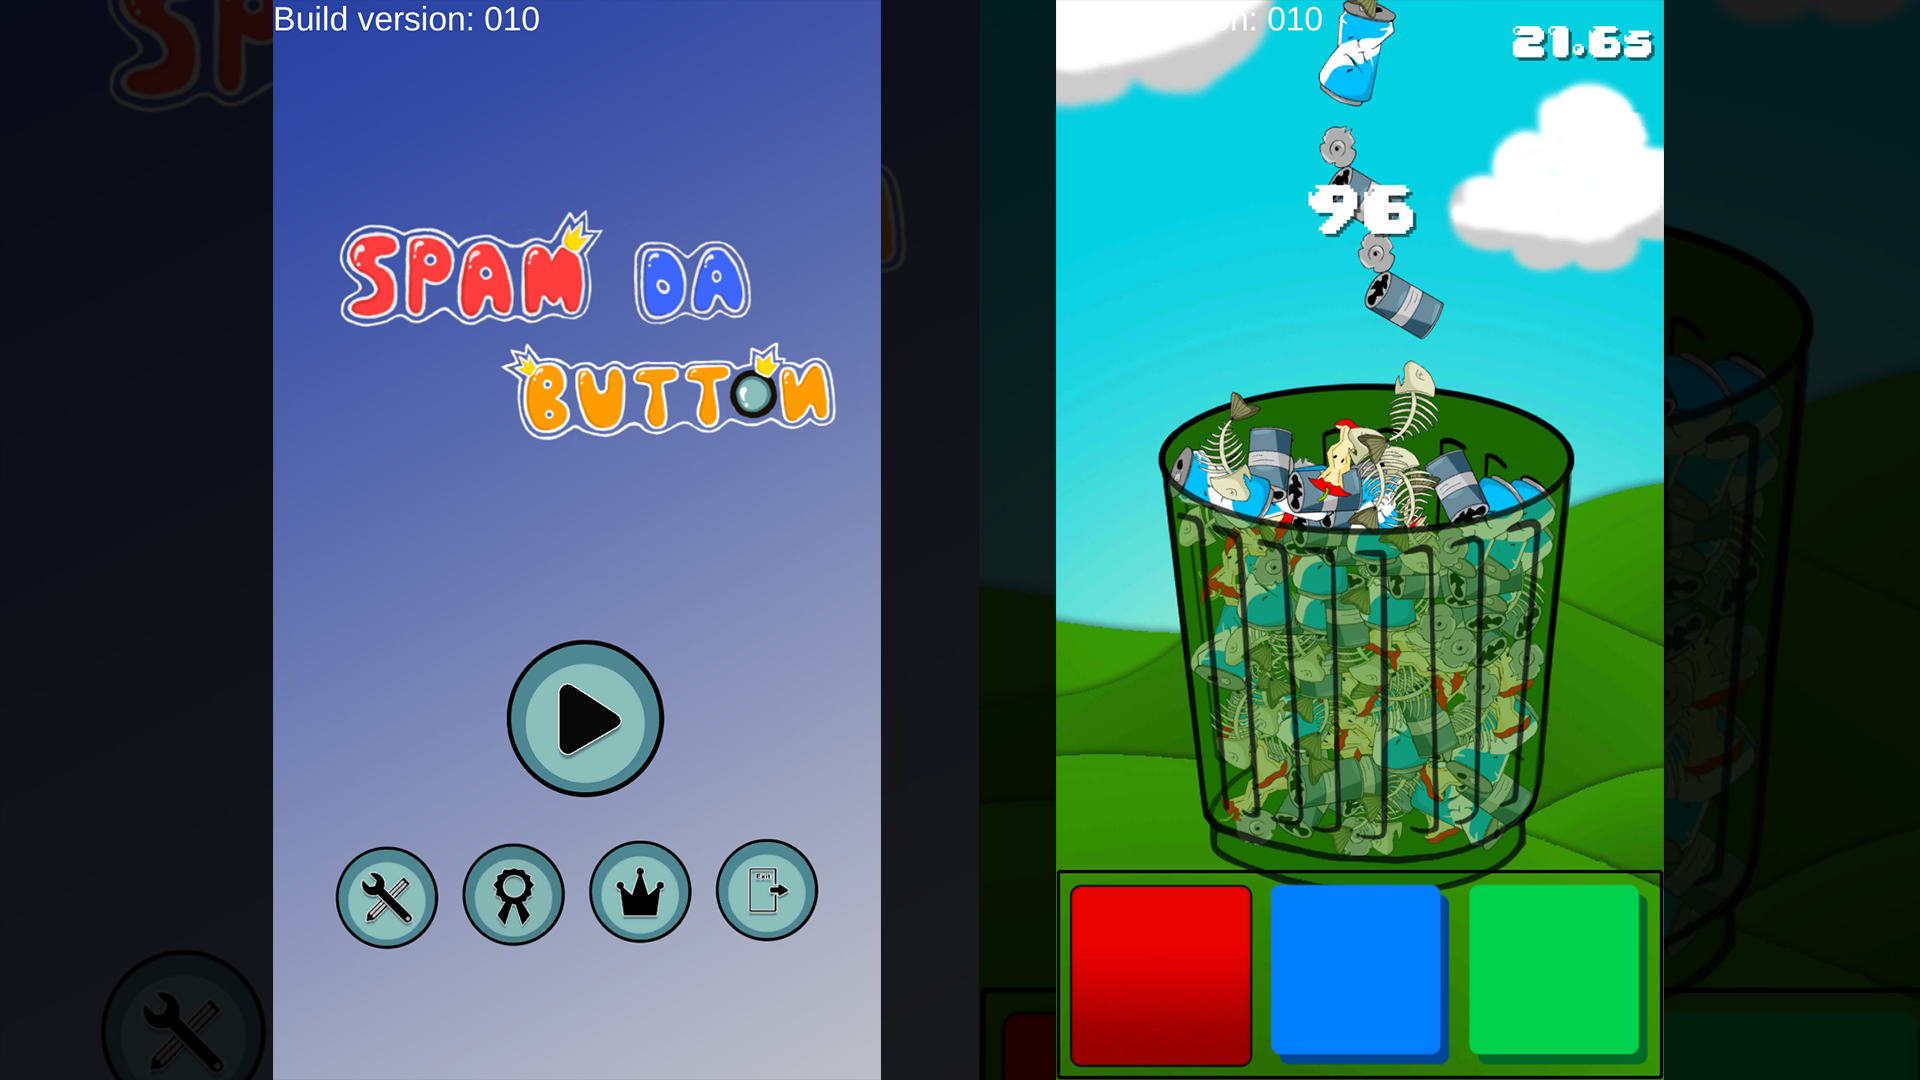 Build version: 010
SPAM DA
BUTTON
Exit
n: 010
21.6s
96